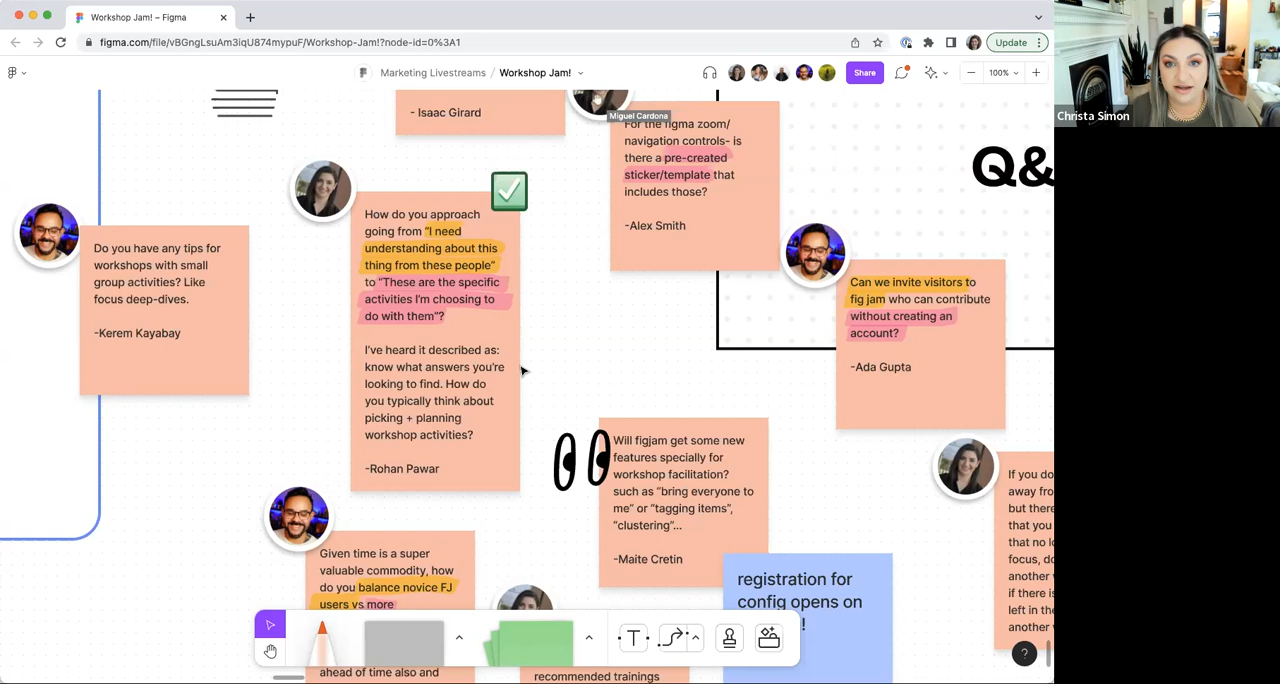 Workshop Jam! – Figma
figma.com/file/vBGngLsuAm3iqU874mypuF/Workshop-Jam!?node-id=0%3A1
Update
Marketing Livestreams / Workshop Jam!
Share
100%
Christa Simon
- Isaac Girard
Miguel Cardona
For the figma zoom/
navigation controls- is
there a pre-created
sticker/template that
includes those?
-Alex Smith
Q&
Do you have any tips for
workshops with small
group activities? Like
focus deep-dives.
-Kerem Kayabay
How do you approach
going from “I need
understanding about this
thing from these people”
to “These are the specific
activities I’m choosing to
do with them”?
I’ve heard it described as:
know what answers you’re
looking to find. How do
you typically think about
picking + planning
workshop activities?
-Rohan Pawar
Can we invite visitors to
fig jam who can contribute
without creating an
account?
-Ada Gupta
Will figjam get some new
features specially for
workshop facilitation?
such as “bring everyone to
me” or “tagging items”,
“clustering”...
-Maite Cretin
If you do
away fro
but there
that you
that no lo
focus, do
another
if there is
left in the
another
Given time is a super
valuable commodity, how
do you balance novice FJ
users vs more
ahead of time also and
recommended trainings
registration for
config opens on
!
T
?